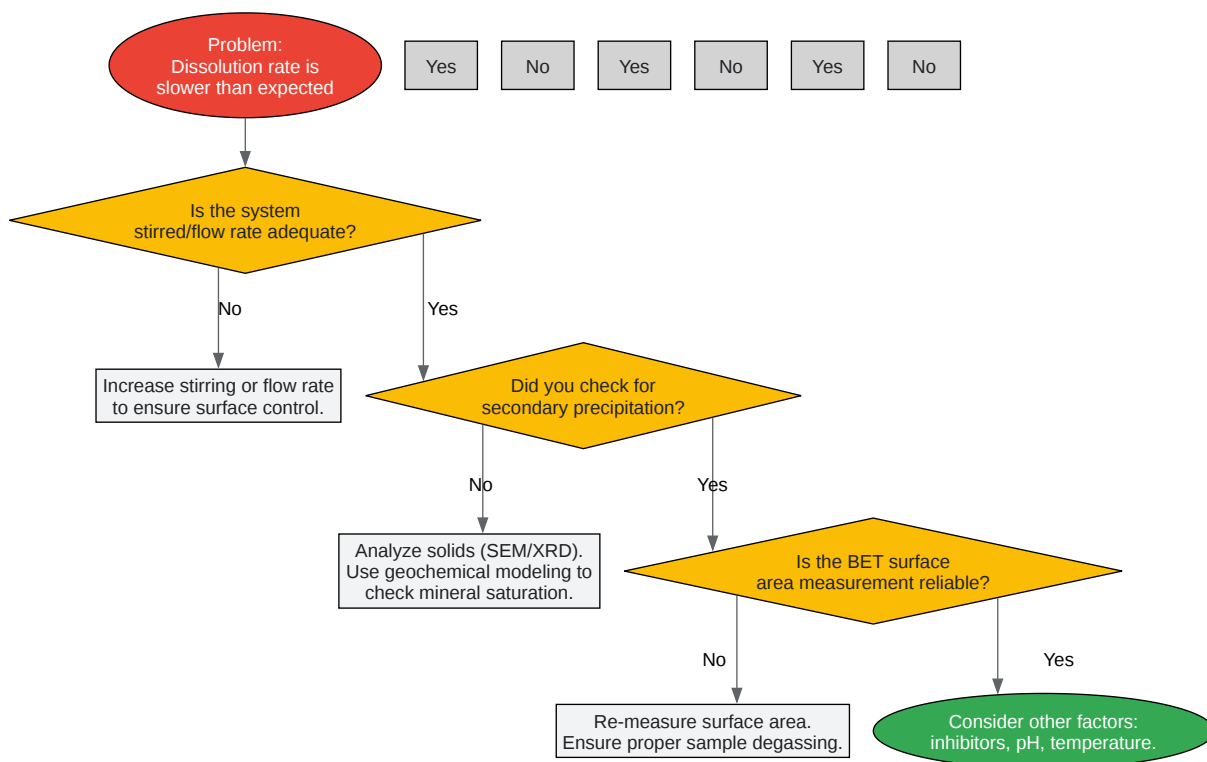 Problem:
Dissolution rate is
slower than expected
Yes
No
Yes
No
Yes
No
Is the system
stirred/flow rate adequate?
No
Yes
Increase stirring or flow rate
to ensure surface control.
Did you check for
secondary precipitation?
No
Yes
Analyze solids (SEM/XRD).
Use geochemical modeling to
check mineral saturation.
Is the BET surface
area measurement reliable?
No
Yes
Re-measure surface area.
Ensure proper sample degassing.
Consider other factors:
inhibitors, pH, temperature.